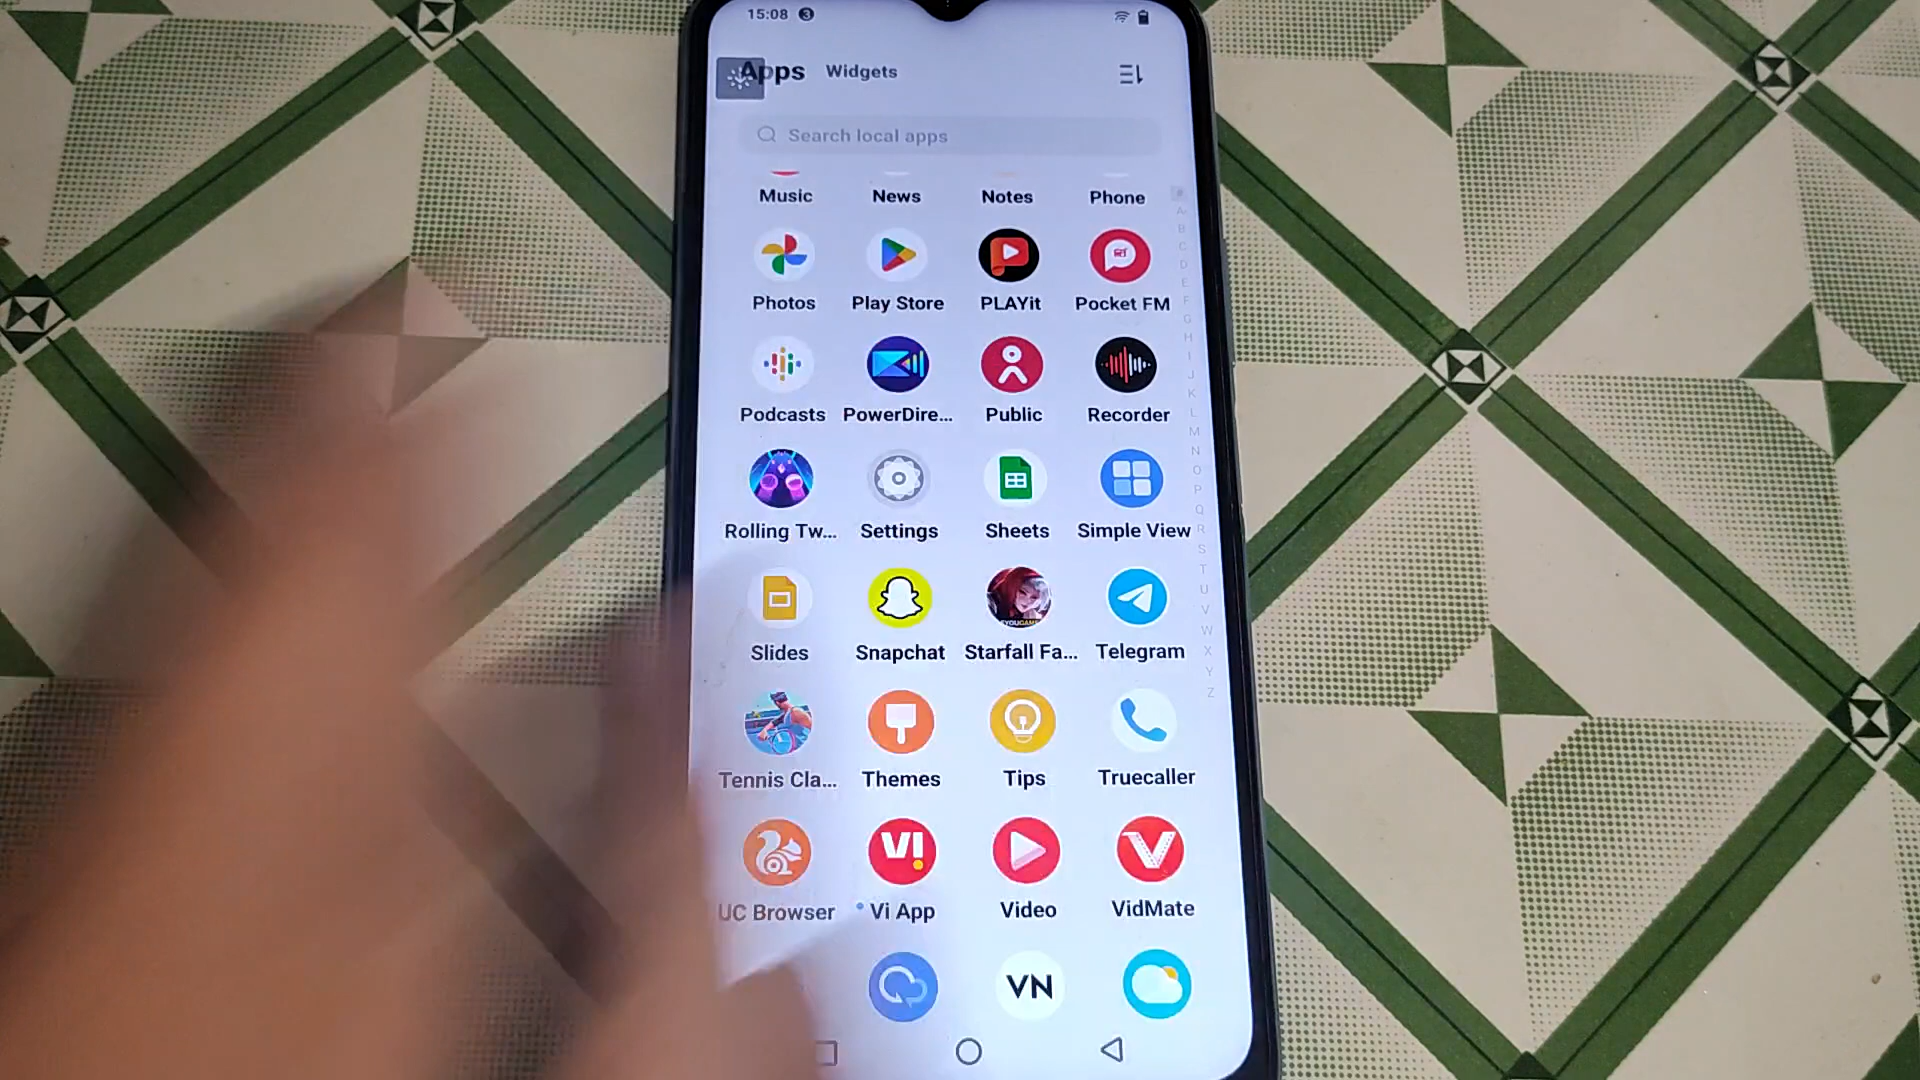 15:08 3
Apps Widgets
Search local apps
Music News Notes Phone
Photos Play Store PLAYit Pocket FM
Podcasts PowerDire... Public Recorder
Rolling Tw... Settings Sheets Simple View
Slides Snapchat Starfall Fa... Telegram
Tennis Cla... Themes Tips Truecaller
VI
UC Browser Vi App Video VidMate
VN
#
A
B
C
D
E
F
G
H
I
J
K
L
M
N
O
P
Q
R
S
T
U
V
W
X
Y
Z